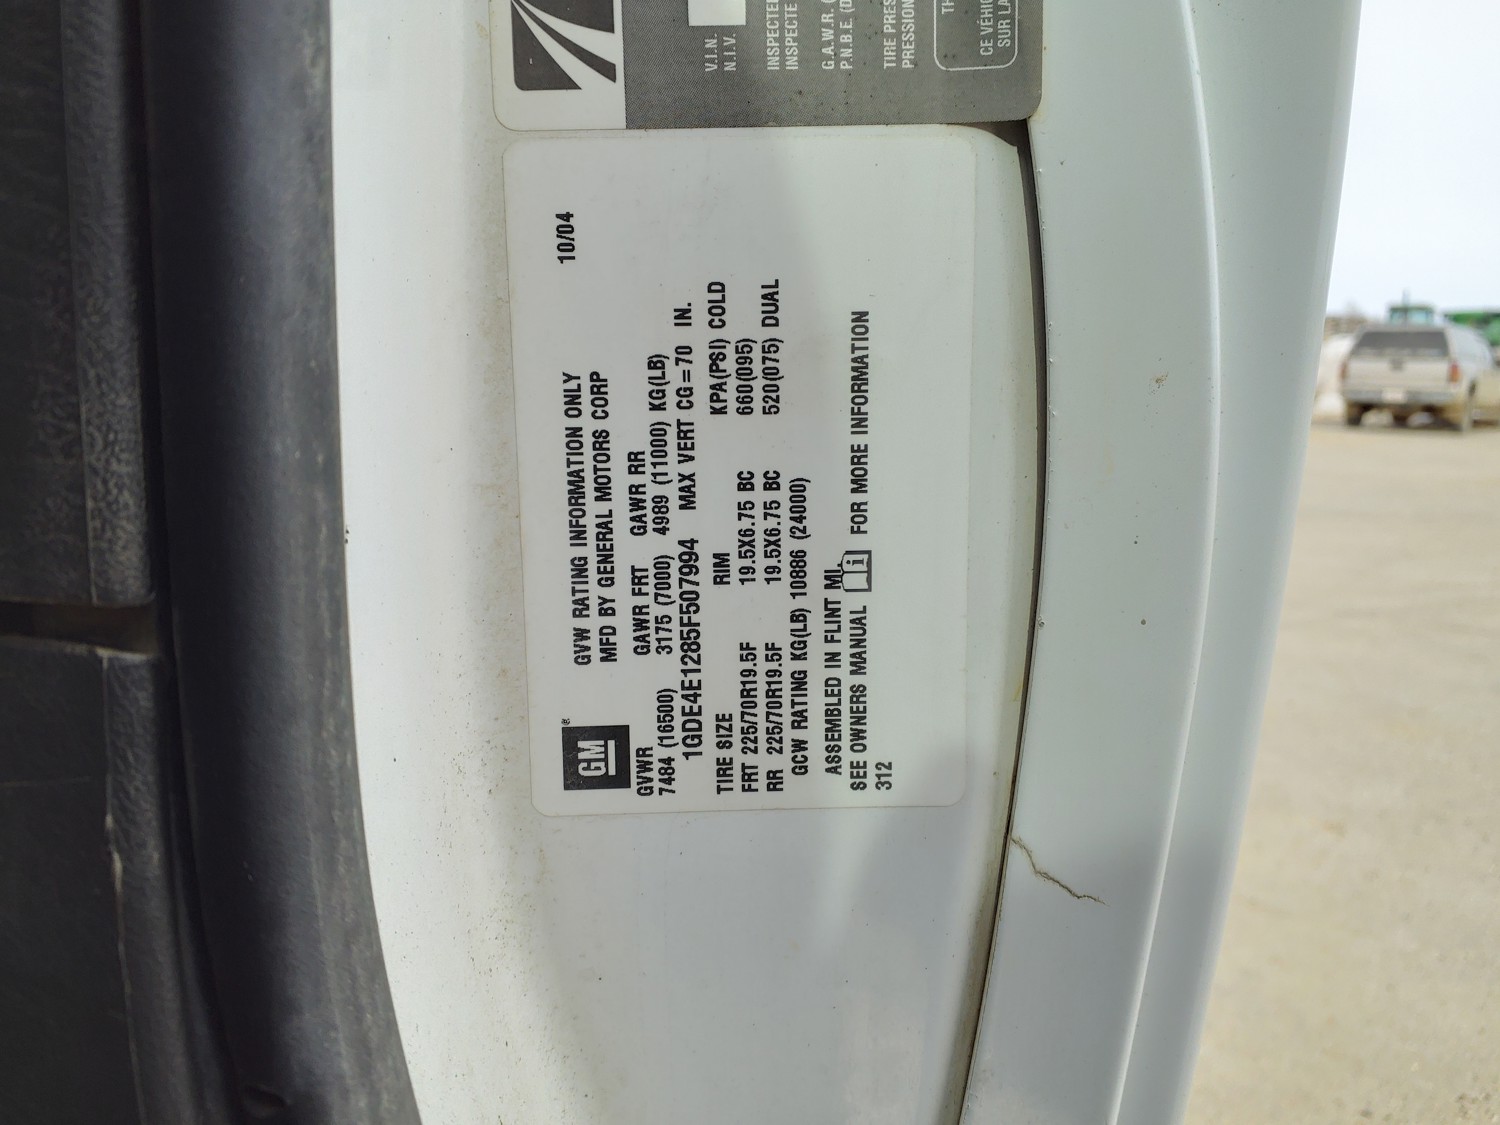 GM®
GVW RATING INFORMATION ONLY 10/04
MFD BY GENERAL MOTORS CORP
GVWR GAWR FRT GAWR RR
7484 (16500) 3175 (7000) 4989 (11000) KG(LB)
1GDE4E1285F507994 MAX VERT CG=70 IN.
TIRE SIZE RIM KPA(PSI) COLD
FRT 225/70R19.5F 19.5X6.75 BC 660(095)
RR 225/70R19.5F 19.5X6.75 BC 520(075) DUAL
GCW RATING KG(LB) 10886 (24000)
ASSEMBLED IN FLINT MI.
SEE OWNERS MANUAL i FOR MORE INFORMATION
312
V.I.N.
N.I.V.
INSPECTE
G.A.W.R.
P.N.B.E. (D
TIRE PRES
PRESSION
TH
CE VÉHIC
SUR LA